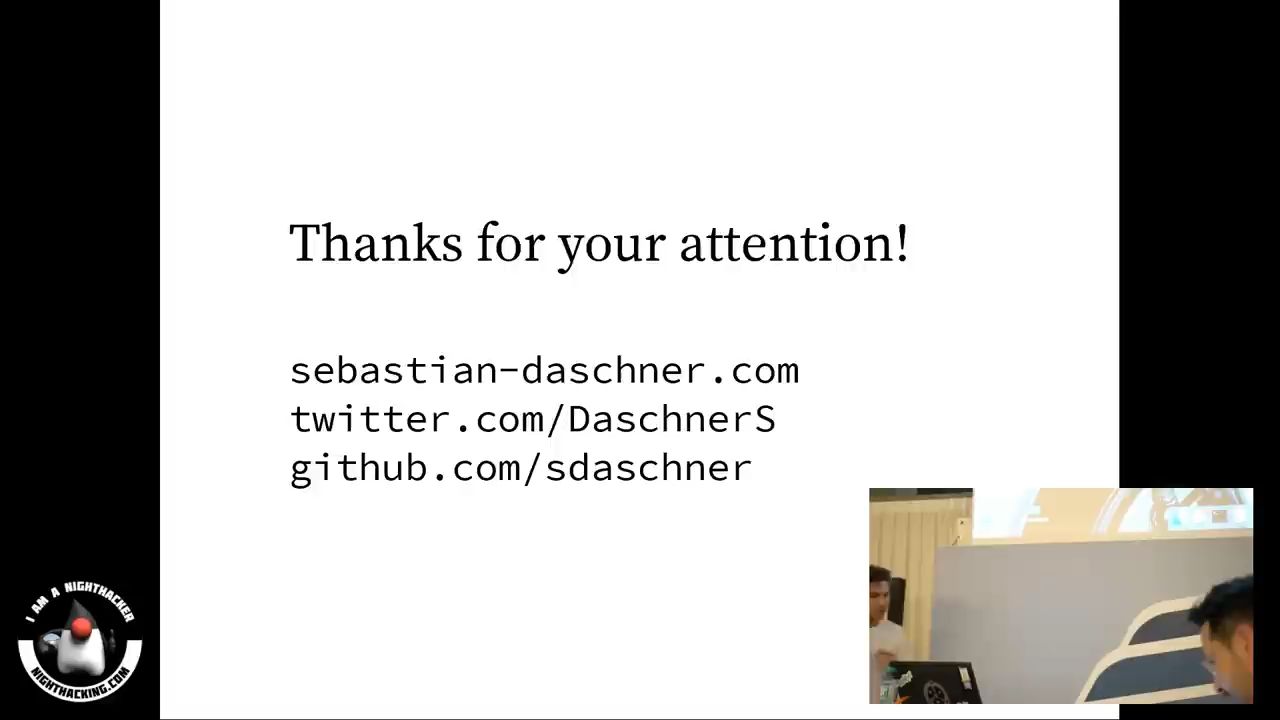 Thanks for your attention!
sebastian-daschner.com
twitter.com/DaschnerS
github.com/sdaschner
I AM A NIGHTHACKER
NIGHTHACKING.COM